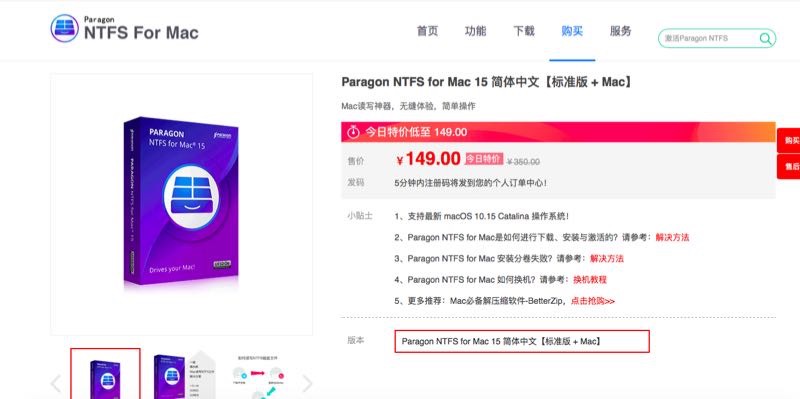 Paragon
NTFS For Mac
首页 功能 下载 购买 服务
激活Paragon NTFS
Paragon NTFS for Mac 15 简体中文【标准版 + Mac】
Mac读写神器，无缝体验，简单操作
今日特价低至 149.00
售价 ￥149.00 今日特价 ￥350.00
发码 5分钟内注册码将发到您的个人订单中心！
小贴士 1、支持最新 macOS 10.15 Catalina 操作系统！
2、Paragon NTFS for Mac是如何进行下载、安装与激活的？请参考：解决方法
3、Paragon NTFS for Mac 安装分卷失败？请参考：解决方法
4、Paragon NTFS for Mac 如何换机？请参考：换机教程
5、更多推荐：Mac必备解压缩软件-BetterZip，点击抢购>>
版本 Paragon NTFS for Mac 15 简体中文【标准版 + Mac】
购买
售后
PARAGON
NTFS for Mac® 15
PARAGON NTFS for Mac® 15
Drives your Mac!